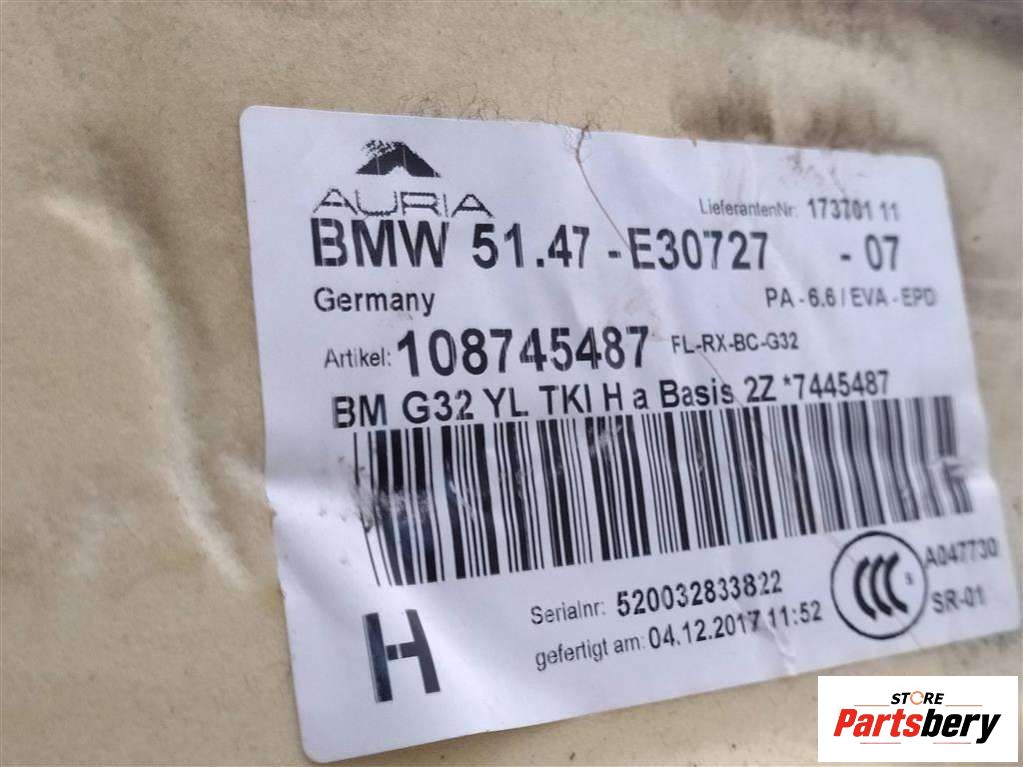 AURIA
LieferantenNr: 173701 11
BMW 51.47 - E30727 - 07
Germany
PA - 6.6 / EVA - EPD
Artikel: 108745487 FL-RX-BC-G32
BM G32 YL TKI H a Basis 2Z *7445487
H
Serialnr: 520032833822
gefertigt am: 04.12.2017 11:52
CCC S
A047730
SR-01
STORE
Partsbery